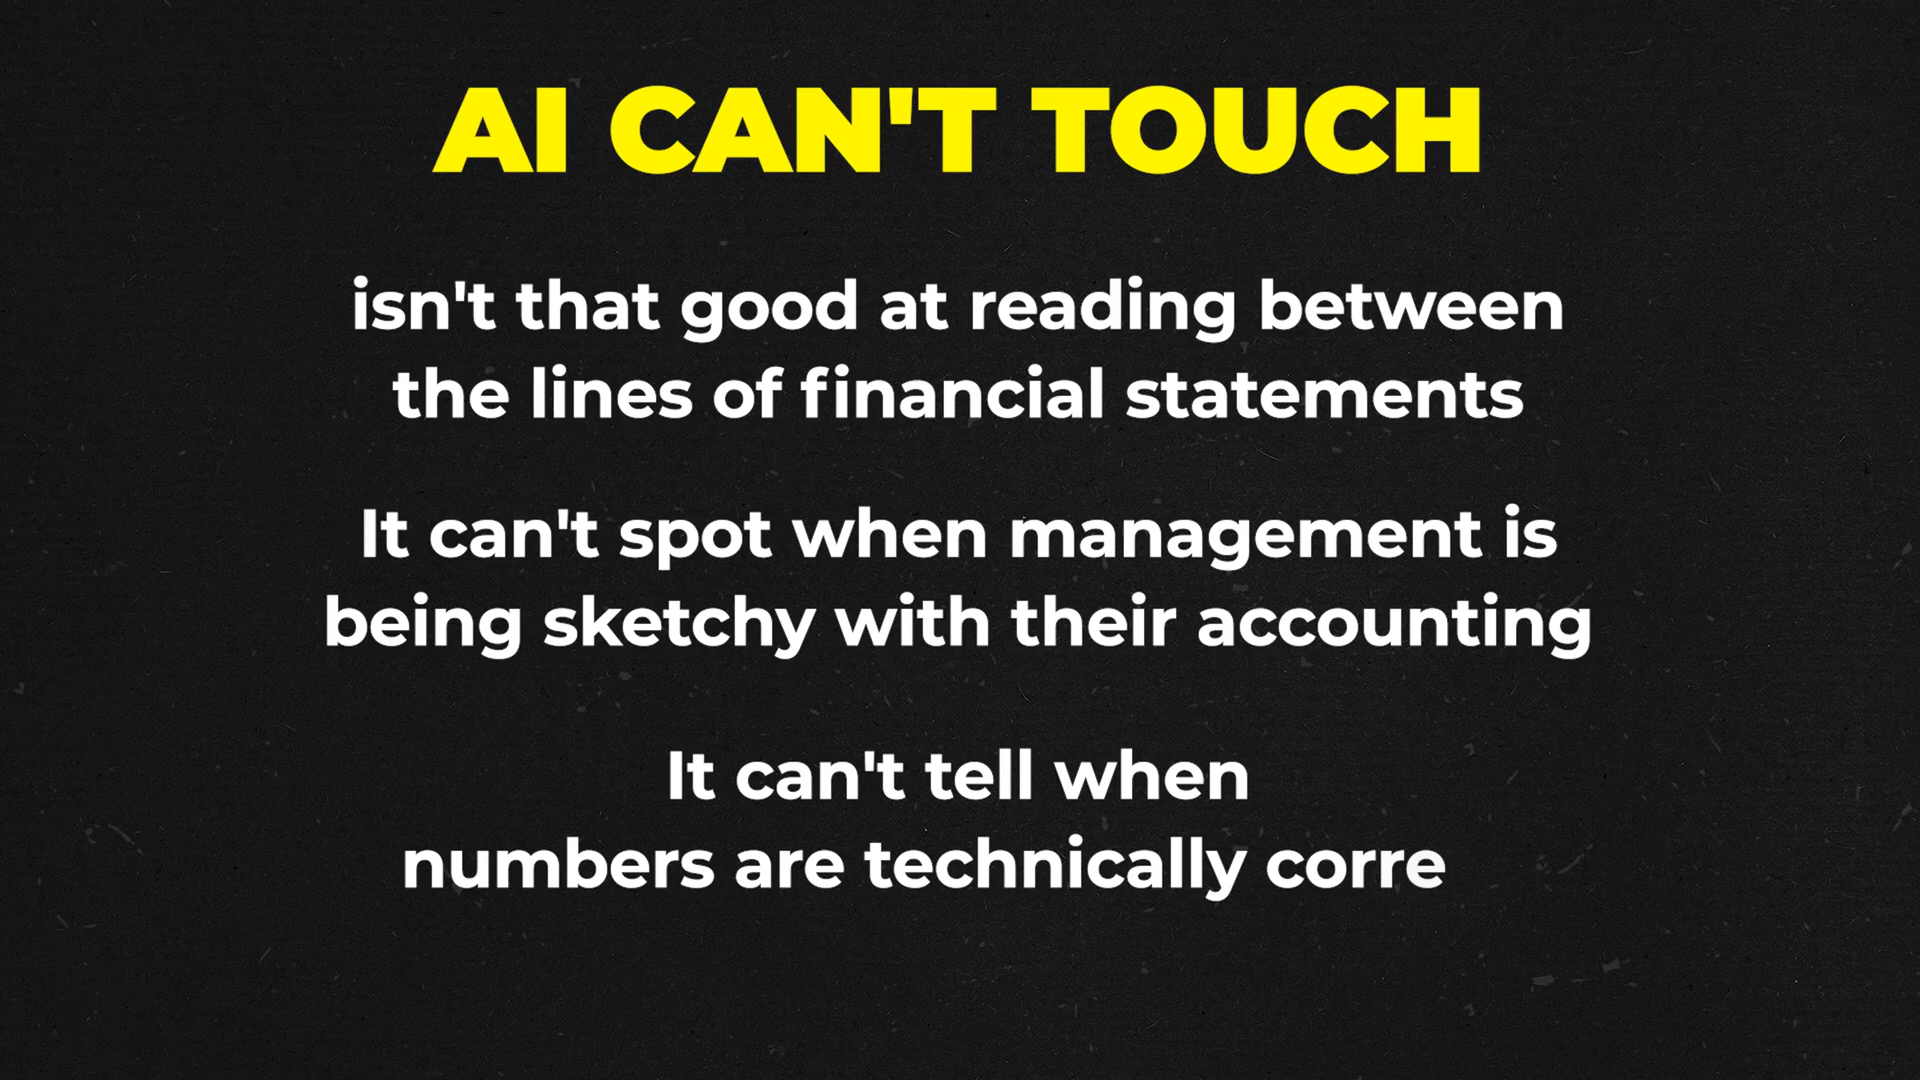 AI CAN'T TOUCH
isn't that good at reading between
the lines of financial statements
It can't spot when management is
being sketchy with their accounting
It can't tell when
numbers are technically corre